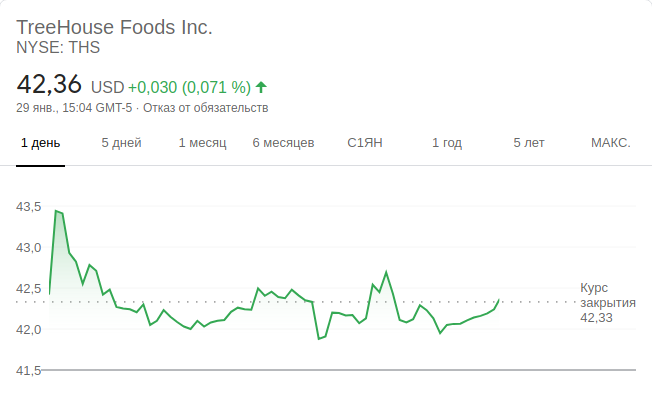 TreeHouse Foods Inc.
NYSE: THS
42,36 USD +0,030 (0,071 %)
29 янв., 15:04 GMT-5 · Отказ от обязательств
1 день 5 дней 1 месяц 6 месяцев С1ЯН 1 год 5 лет МАКС.
43,5
43,0
42,5
Курс
закрытия
42,33
42,0
41,5